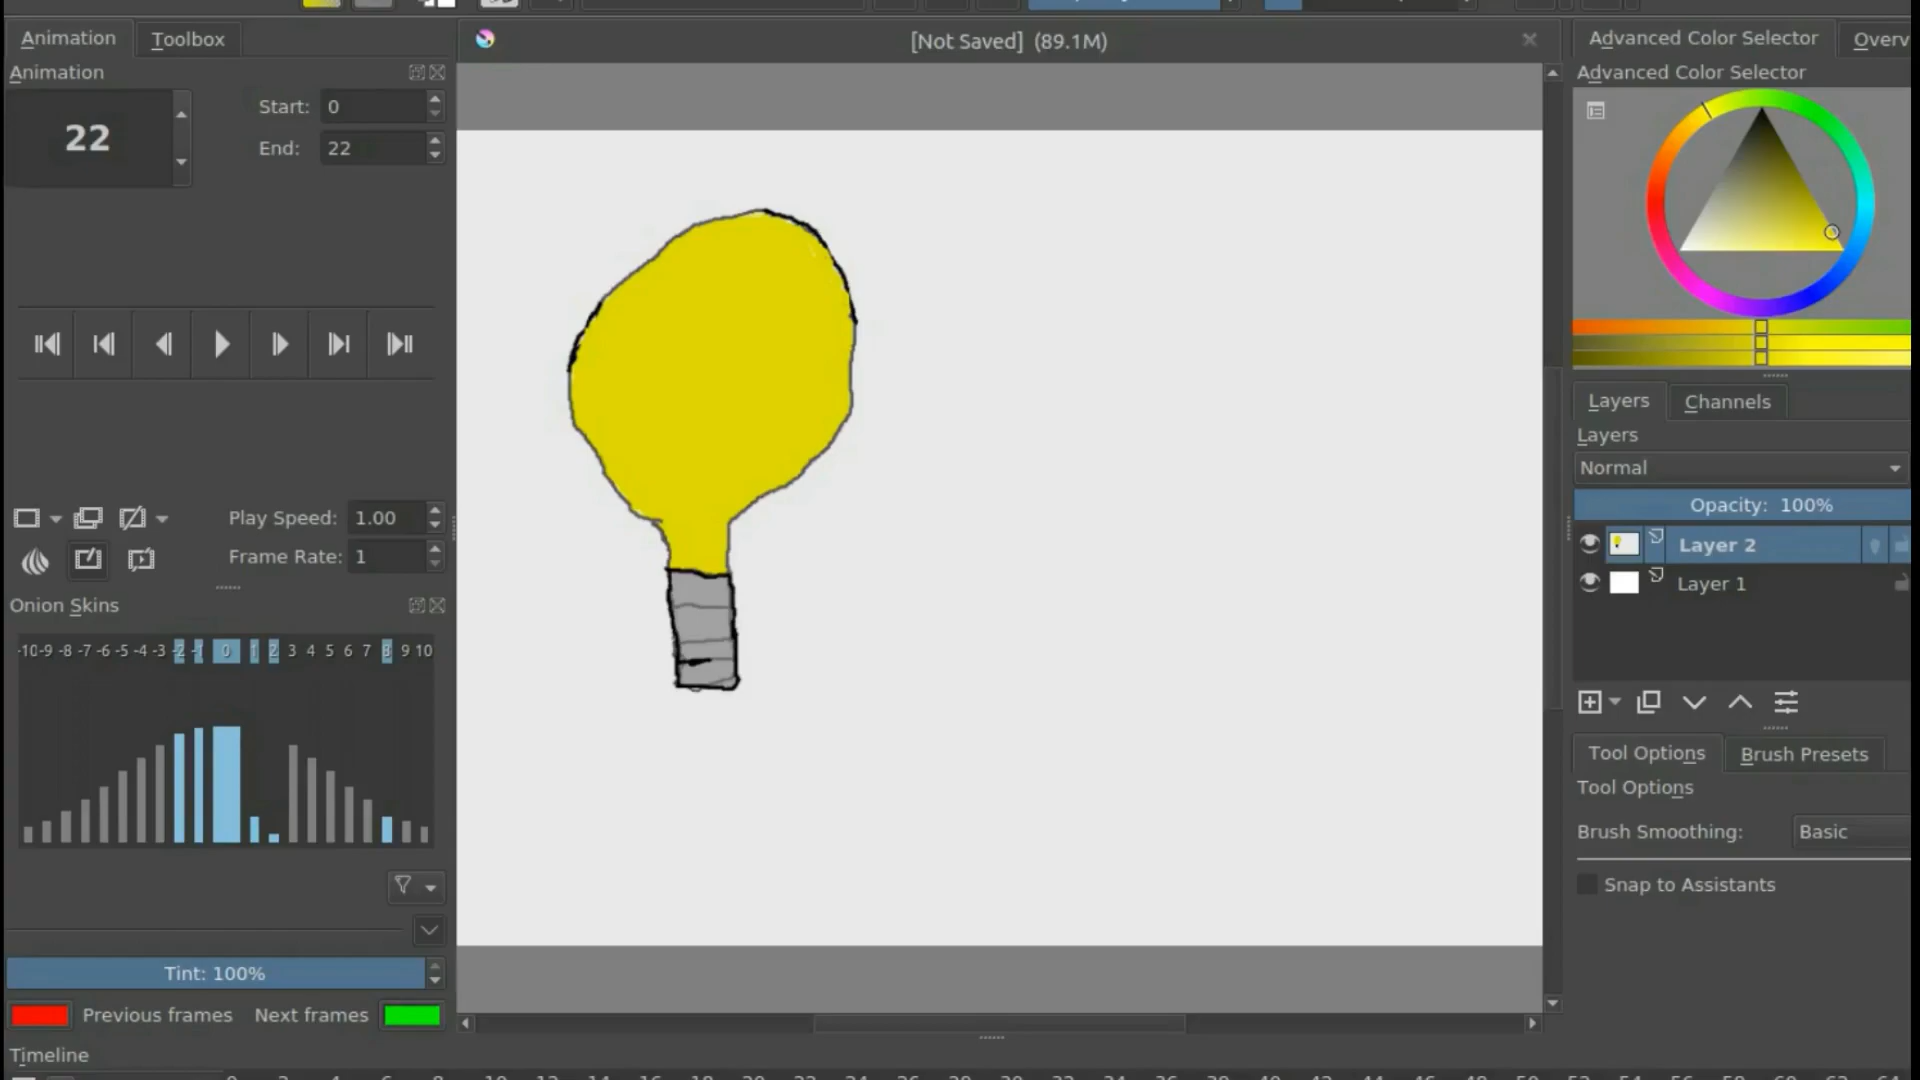 Animation Toolbox
[Not Saved] (89.1M)
Advanced Color Selector Overv
Animation
Advanced Color Selector
22
Start: 0
End: 22
Layers Channels
Layers
Normal
Opacity: 100%
Play Speed: 1.00
Frame Rate: 1
Layer 2
Layer 1
Onion Skins
-10 -9 -8 -7 -6 -5 -4 -3 -2 -1 0 1 2 3 4 5 6 7 8 9 10
Tool Options Brush Presets
Tool Options
Brush Smoothing: Basic
Snap to Assistants
Tint: 100%
Previous frames Next frames
Timeline